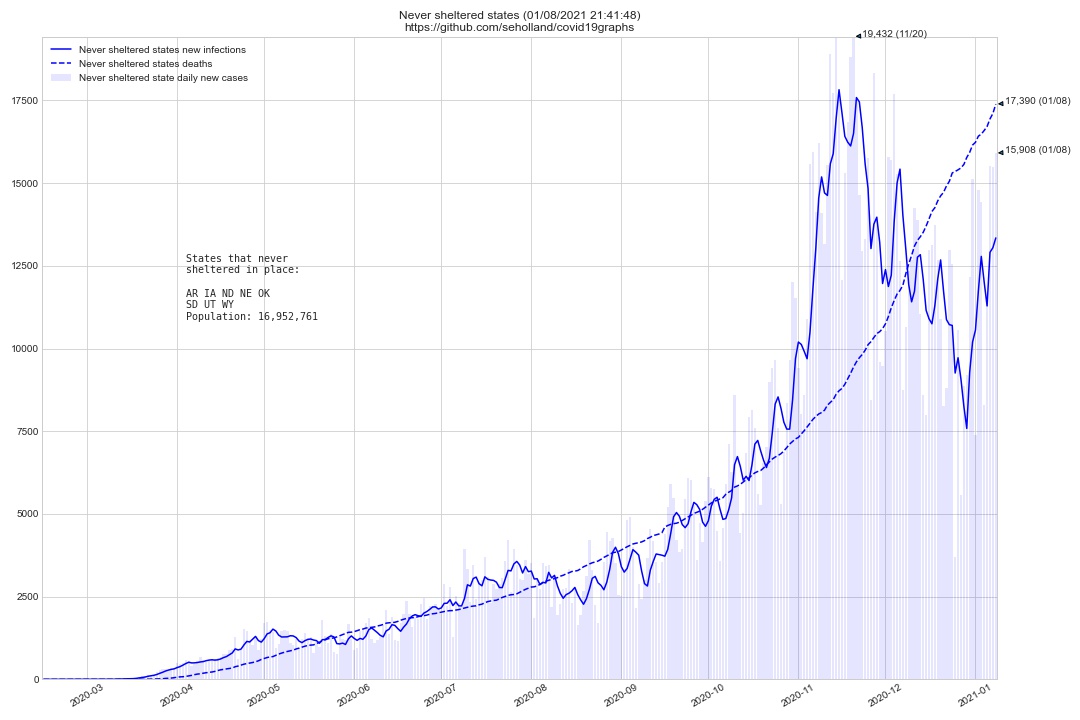 Never sheltered states (01/08/2021 21:41:48)
https://github.com/seholland/covid19graphs
Never sheltered states new infections
Never sheltered states deaths
Never sheltered state daily new cases
19,432 (11/20)
17,390 (01/08)
15,908 (01/08)
17500
15000
12500
10000
7500
5000
2500
0
States that never
sheltered in place:
AR IA ND NE OK
SD UT WY
Population: 16,952,761
2020-03
2020-04
2020-05
2020-06
2020-07
2020-08
2020-09
2020-10
2020-11
2020-12
2021-01